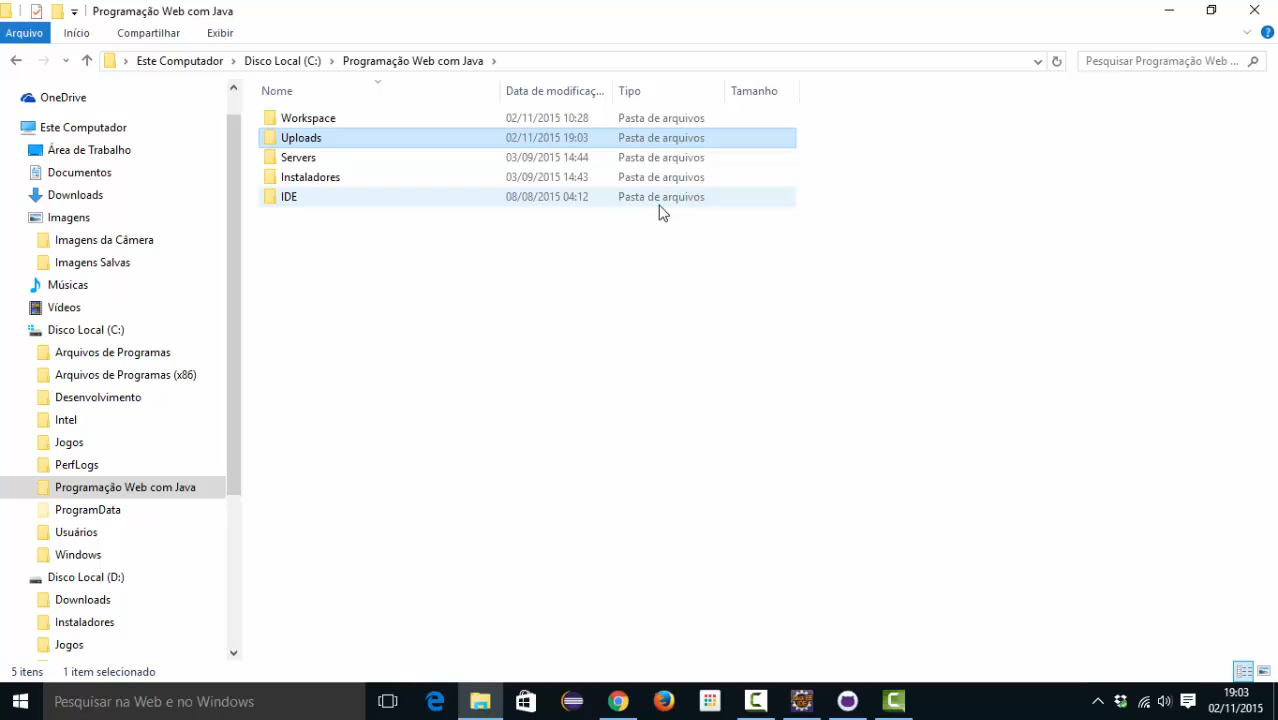 Programação Web com Java
Arquivo Início Compartilhar Exibir
Este Computador Disco Local (C:) Programação Web com Java
Pesquisar Programação Web ...
Nome Data de modificaç... Tipo Tamanho
Workspace 02/11/2015 10:28 Pasta de arquivos
Uploads 02/11/2015 19:03 Pasta de arquivos
Servers 03/09/2015 14:44 Pasta de arquivos
Instaladores 03/09/2015 14:43 Pasta de arquivos
IDE 08/08/2015 04:12 Pasta de arquivos
OneDrive
Este Computador
Área de Trabalho
Documentos
Downloads
Imagens
Imagens da Câmera
Imagens Salvas
Músicas
Vídeos
Disco Local (C:)
Arquivos de Programas
Arquivos de Programas (x86)
Desenvolvimento
Intel
Jogos
PerfLogs
Programação Web com Java
ProgramData
Usuários
Windows
Disco Local (D:)
Downloads
Instaladores
Jogos
5 itens 1 item selecionado
Pesquisar na Web e no Windows
19:03
02/11/2015